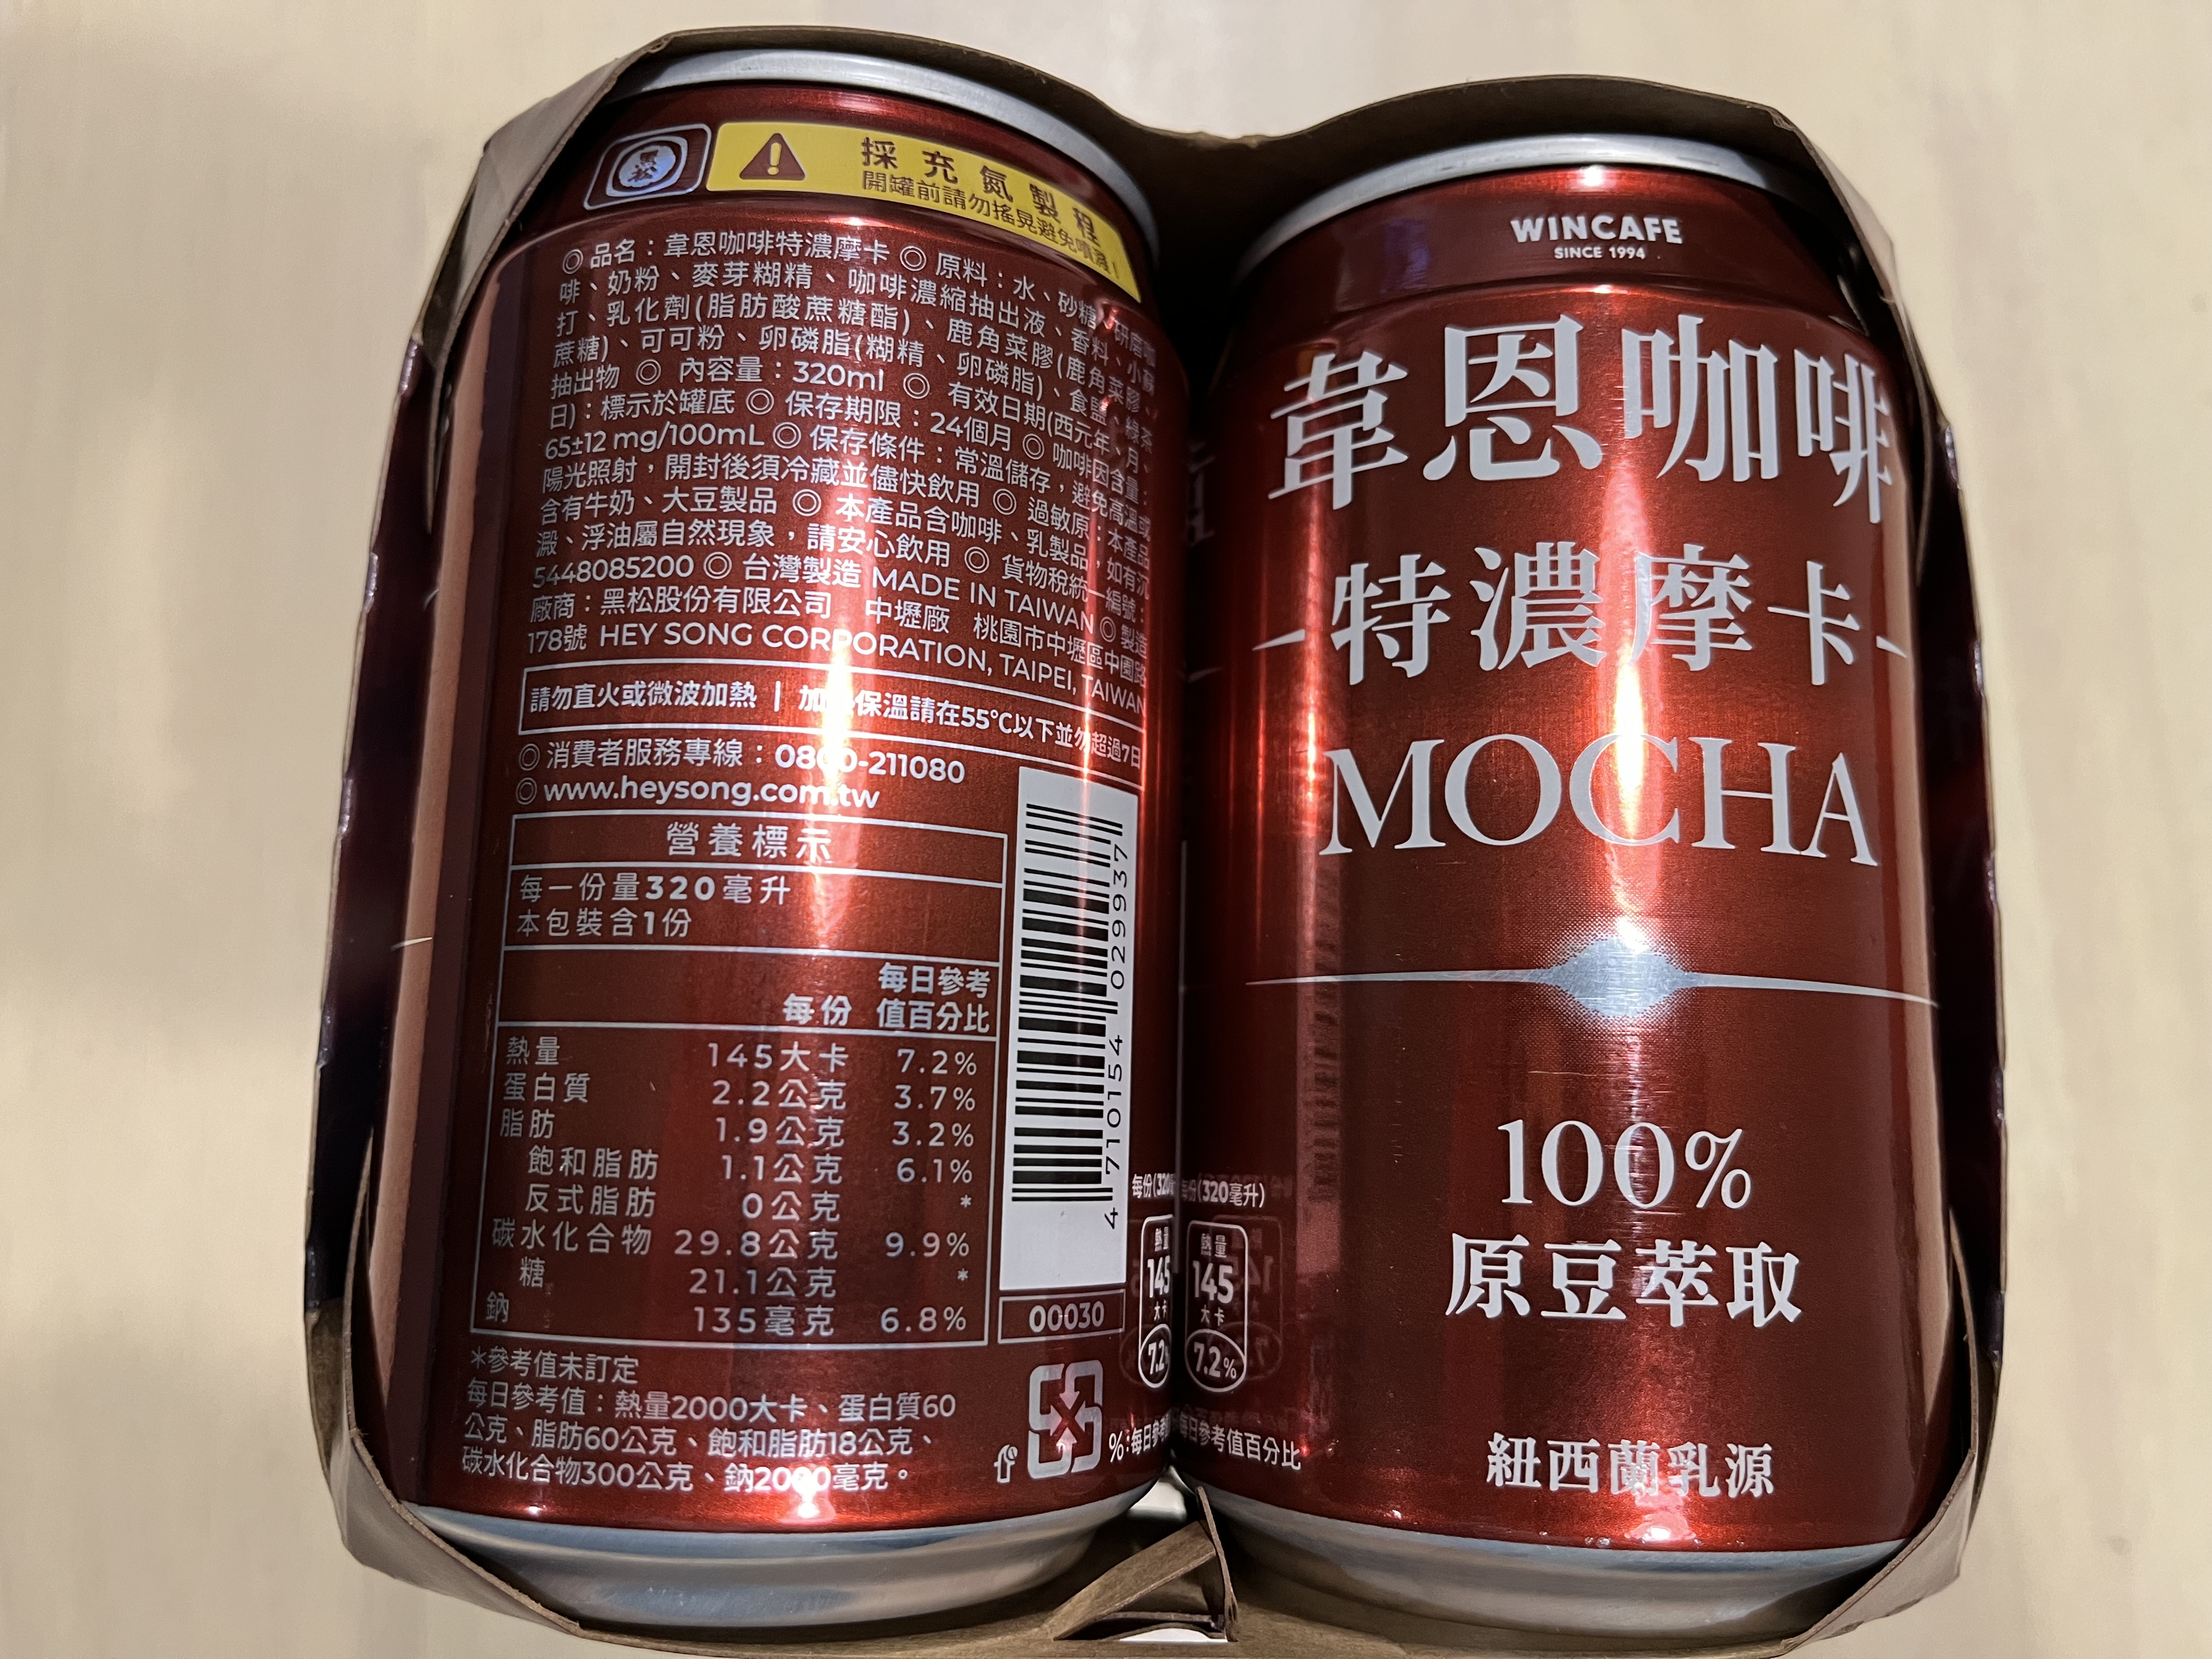 黑松
採充氮製程
開罐前請勿搖晃避免噴濺!
◎ 品名:韋恩咖啡特濃摩卡 ◎ 原料:水、砂糖、研磨咖
啡、奶粉、麥芽糊精、咖啡濃縮抽出液、香料、小蘇
打、乳化劑(脂肪酸蔗糖酯)、鹿角菜膠(鹿角菜膠、
蔗糖)、可可粉、卵磷脂(糊精、卵磷脂)、食鹽、綠茶
抽出物 ◎ 內容量:320ml ◎ 有效日期(西元年、月、
日):標示於罐底 ◎ 保存期限:24個月 ◎ 咖啡因含量:
65±12 mg/100mL ◎ 保存條件:常溫儲存,避免高溫或
陽光照射,開封後須冷藏並儘快飲用 ◎ 過敏原:本產品
含有牛奶、大豆製品 ◎ 本產品含咖啡、乳製品,如有沉
澱、浮油屬自然現象,請安心飲用 ◎ 貨物稅統一編號:
5448085200 ◎ 台灣製造 MADE IN TAIWAN ◎ 製造
廠商:黑松股份有限公司 中壢廠 桃園市中壢區中園路
178號 HEY SONG CORPORATION, TAIPEI, TAIWAN
請勿直火或微波加熱 | 加 保溫請在55℃以下並勿超過7日
◎ 消費者服務專線:0800-211080
◎ www.heysong.com.tw
營養標示
每一份量320毫升
本包裝含1份
每份 每日參考值百分比
熱量 145大卡 7.2%
蛋白質 2.2公克 3.7%
脂肪 1.9公克 3.2%
飽和脂肪 1.1公克 6.1%
反式脂肪 0公克 *
碳水化合物 29.8公克 9.9%
糖 21.1公克 *
鈉 135毫克 6.8%
*參考值未訂定
每日參考值:熱量2000大卡、蛋白質60
公克、脂肪60公克、飽和脂肪18公克、
碳水化合物300公克、鈉2000毫克。
4 710154 029937
00030
每份(320
熱量
145
大卡
7.2%
%:每日參考
WINCAFE
SINCE 1994
韋恩咖啡
特濃摩卡
MOCHA
100%
原豆萃取
紐西蘭乳源
份(320毫升)
熱量
145
大卡
7.2%
每日參考值百分比